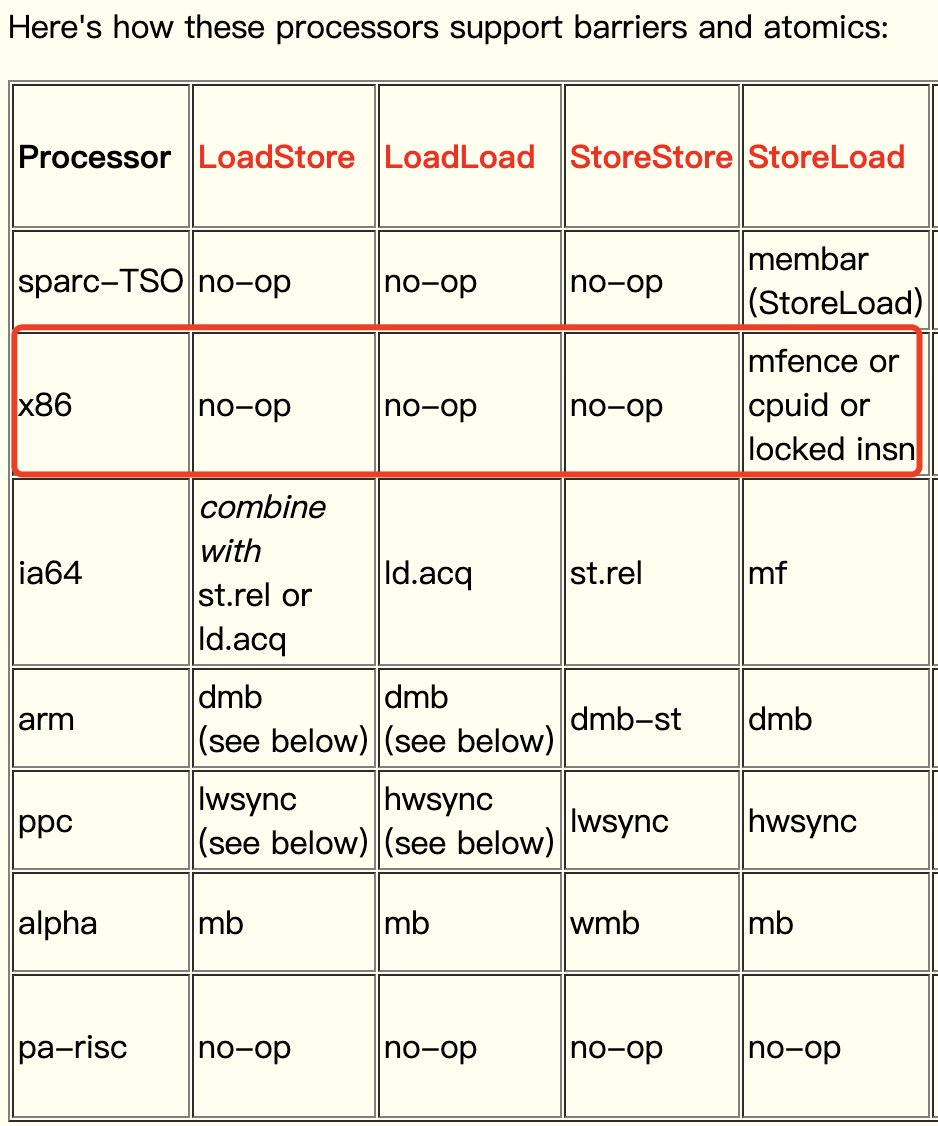 Here's how these processors support barriers and atomics:
Processor LoadStore LoadLoad StoreStore StoreLoad
sparc–TSO no–op no–op no–op membar
(StoreLoad)
x86 no–op no–op no–op mfence or
cpuid or
locked insn
ia64 combine
with
st.rel or
ld.acq ld.acq st.rel mf
arm dmb
(see below) dmb
(see below) dmb–st dmb
ppc lwsync
(see below) hwsync
(see below) lwsync hwsync
alpha mb mb wmb mb
pa–risc no–op no–op no–op no–op